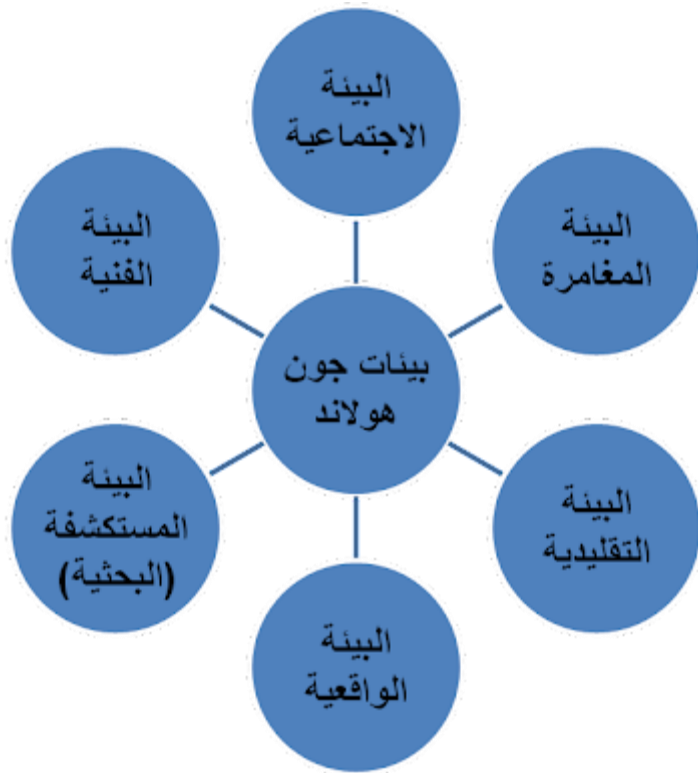 البيئة
الاجتماعية
البيئة
المغامرة
البيئة
التقليدية
البيئة
الواقعية
البيئة
المستكشفة
(البحثية)
البيئة
الفنية
بيئات جون
هولاند